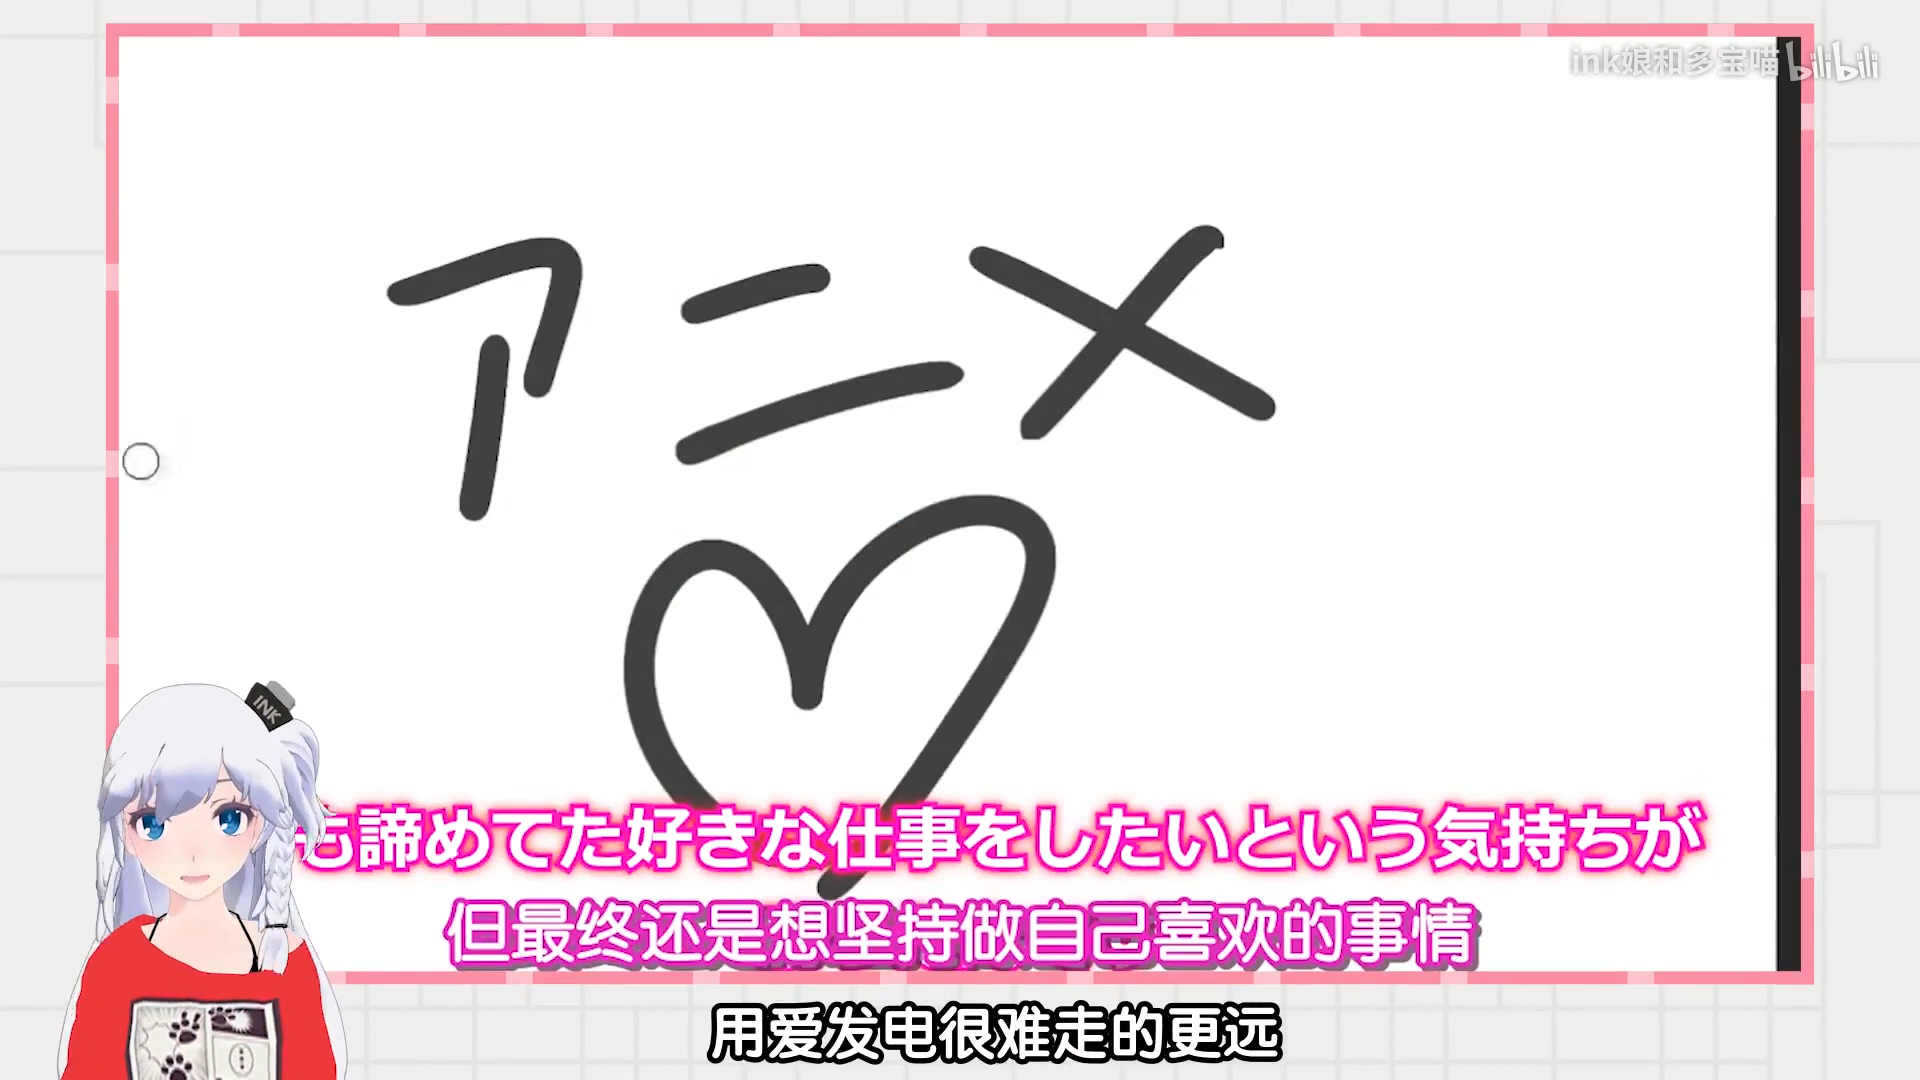 ink娘和多宝喵 bilibili
アニメ
INK
も諦めてた好きな仕事をしたいという気持ちが
但最终还是想坚持做自己喜欢的事情
用爱发电很难走的更远